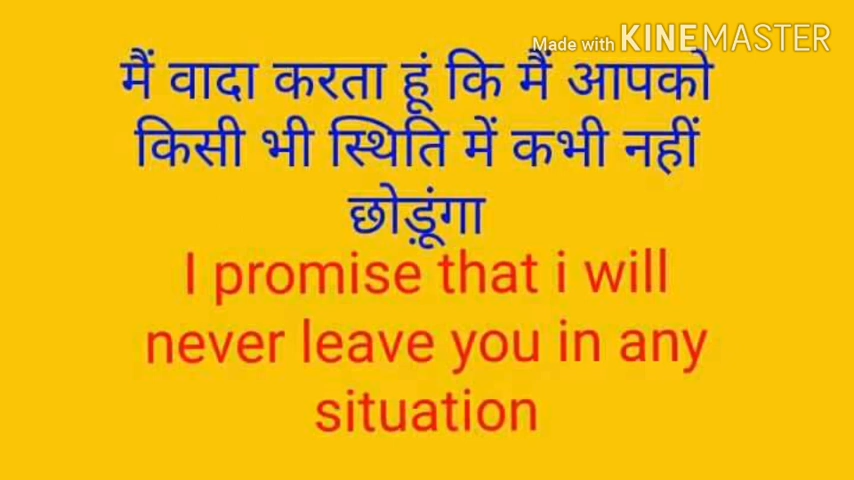 Made with KINEMASTER
मैं वादा करता हूं कि मैं आपको
किसी भी स्थिति में कभी नहीं
छोड़ूंगा
I promise that i will
never leave you in any
situation